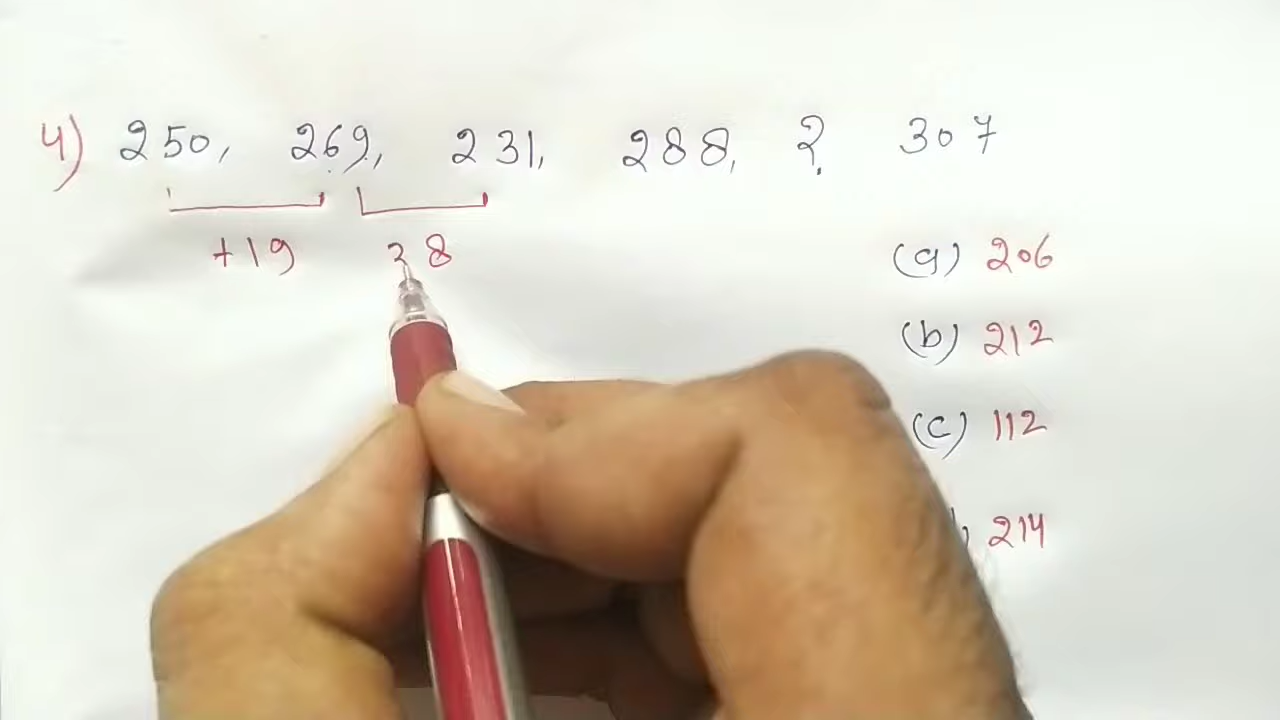 4) 250, 269, 231, 288, ? 307
+19 38
(a) 206
(b) 212
(c) 112
) 214